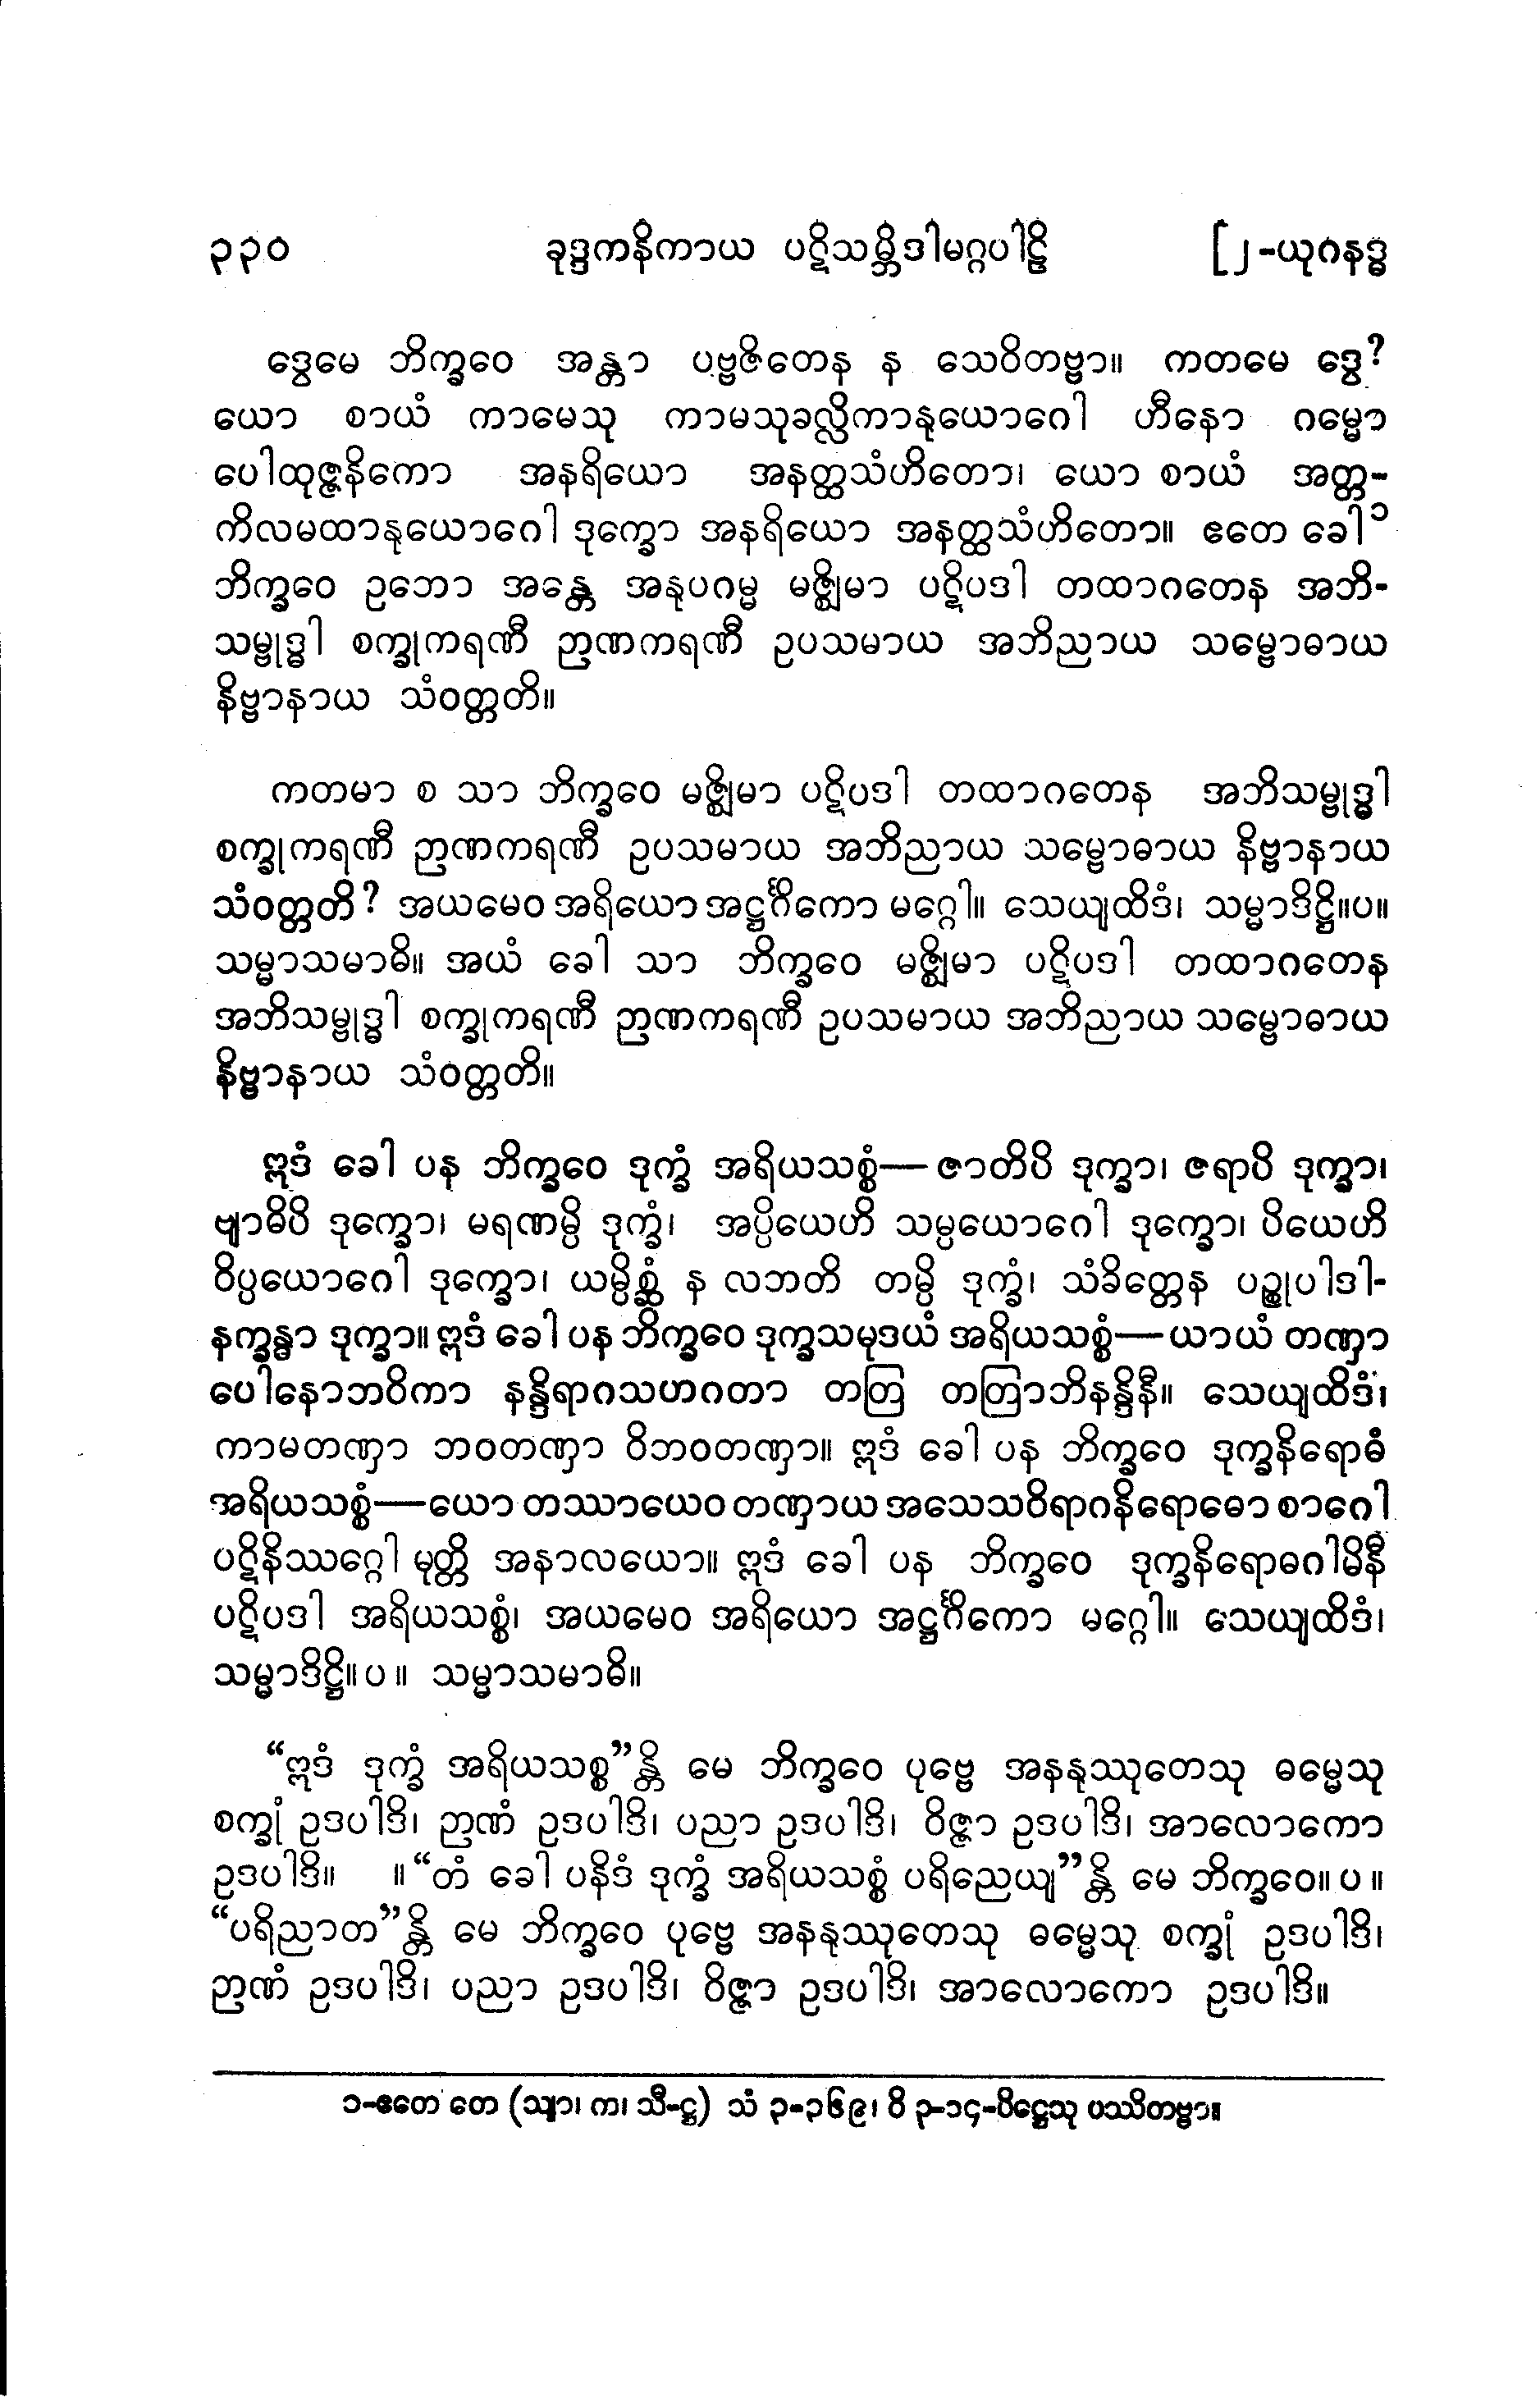 ၃၃၀ ခုဒ္ဒကနိကာယ ပဋိသမ္ဘိဒါမဂ္ဂပါဠိ [၂-ယုဂနဒ္ဓ
ဒွေမေ ဘိက္ခဝေ အန္တာ ပဗ္ဗဇိတေန န သေဝိတဗ္ဗာ။ ကတမေ ဒွေ?
ယော စာယံ ကာမေသု ကာမသုခလ္လိကာနုယောဂေါ ဟီနော ဂမ္မော
ပေါထုဇ္ဇနိကော အနရိယော အနတ္ထသံဟိတော၊ ယော စာယံ အတ္တ-
ကိလမထာနုယောဂေါ ဒုက္ခော အနရိယော အနတ္ထသံဟိတော။ ဧတေ ခေါ ၁
ဘိက္ခဝေ ဥဘော အန္တေ အနုပဂမ္မ မဇ္ဈိမာ ပဋိပဒါ တထာဂတေန အဘိ-
သမ္ဗုဒ္ဓါ စက္ခုကရဏီ ဉာဏကရဏီ ဥပသမာယ အဘိညာယ သမ္ဗောဓာယ
နိဗ္ဗာနာယ သံဝတ္တတိ။
ကတမာ စ သာ ဘိက္ခဝေ မဇ္ဈိမာ ပဋိပဒါ တထာဂတေန အဘိသမ္ဗုဒ္ဓါ
စက္ခုကရဏီ ဉာဏကရဏီ ဥပသမာယ အဘိညာယ သမ္ဗောဓာယ နိဗ္ဗာနာယ
သံဝတ္တတိ? အယမေဝ အရိယော အဋ္ဌင်္ဂိကော မဂ္ဂေါ။ သေယျထိဒံ၊ သမ္မာဒိဋ္ဌိ။ပ။
သမ္မာသမာဓိ။ အယံ ခေါ သာ ဘိက္ခဝေ မဇ္ဈိမာ ပဋိပဒါ တထာဂတေန
အဘိသမ္ဗုဒ္ဓါ စက္ခုကရဏီ ဉာဏကရဏီ ဥပသမာယ အဘိညာယ သမ္ဗောဓာယ
နိဗ္ဗာနာယ သံဝတ္တတိ။
ဣဒံ ခေါ ပန ဘိက္ခဝေ ဒုက္ခံ အရိယသစ္စံ—ဇာတိပိ ဒုက္ခာ၊ ဇရာပိ ဒုက္ခာ၊
ဗျာဓိပိ ဒုက္ခော၊ မရဏမ္ပိ ဒုက္ခံ၊ အပ္ပိယေဟိ သမ္ပယောဂေါ ဒုက္ခော၊ ပိယေဟိ
ဝိပ္ပယောဂေါ ဒုက္ခော၊ ယမ္ပိစ္ဆံ န လဘတိ တမ္ပိ ဒုက္ခံ၊ သံခိတ္တေန ပဉ္စုပါဒါ-
နက္ခန္ဓာ ဒုက္ခာ။ ဣဒံ ခေါ ပန ဘိက္ခဝေ ဒုက္ခသမုဒယံ အရိယသစ္စံ—ယာယံ တဏှာ
ပေါနောဘဝိကာ နန္ဒိရာဂသဟဂတာ တတြ တတြာဘိနန္ဒိနီ။ သေယျထိဒံ၊
ကာမတဏှာ ဘဝတဏှာ ဝိဘဝတဏှာ။ ဣဒံ ခေါ ပန ဘိက္ခဝေ ဒုက္ခနိရောဓံ
အရိယသစ္စံ—ယော တဿာယေဝ တဏှာယ အသေသဝိရာဂနိရောဓော စာဂေါ
ပဋိနိဿဂ္ဂေါ မုတ္တိ အနာလယော။ ဣဒံ ခေါ ပန ဘိက္ခဝေ ဒုက္ခနိရောဓဂါမိနီ
ပဋိပဒါ အရိယသစ္စံ၊ အယမေဝ အရိယော အဋ္ဌင်္ဂိကော မဂ္ဂေါ။ သေယျထိဒံ၊
သမ္မာဒိဋ္ဌိ။ပ။ သမ္မာသမာဓိ။
“ဣဒံ ဒုက္ခံ အရိယသစ္စ”န္တိ မေ ဘိက္ခဝေ ပုဗ္ဗေ အနနုဿုတေသု ဓမ္မေသု
စက္ခုံ ဥဒပါဒိ၊ ဉာဏံ ဥဒပါဒိ၊ ပညာ ဥဒပါဒိ၊ ဝိဇ္ဇာ ဥဒပါဒိ၊ အာလောကော
ဥဒပါဒိ။ ။ “တံ ခေါ ပနိဒံ ဒုက္ခံ အရိယသစ္စံ ပရိညေယျ”န္တိ မေ ဘိက္ခဝေ။ပ။
“ပရိညာတ”န္တိ မေ ဘိက္ခဝေ ပုဗ္ဗေ အနနုဿုတေသု ဓမ္မေသု စက္ခုံ ဥဒပါဒိ၊
ဉာဏံ ဥဒပါဒိ၊ ပညာ ဥဒပါဒိ၊ ဝိဇ္ဇာ ဥဒပါဒိ၊ အာလောကော ဥဒပါဒိ။
၁-ဧတေ တေ (သျာ၊ က၊ သီ-ဋ္ဌ) သံ ၃-၃၆၉၊ ဝိ ၃-၁၄-ပိဋ္ဌေသု ပဿိတဗ္ဗာ။